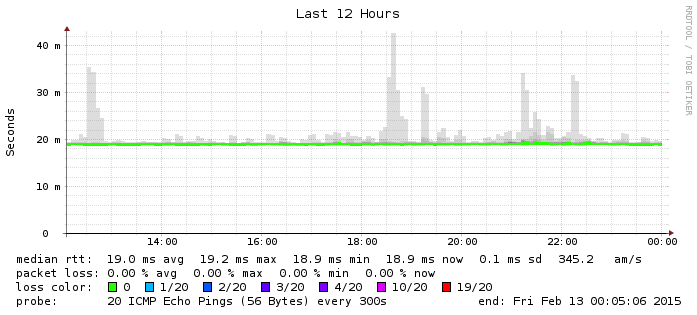 Last 12 Hours
RRDTOOL / TOBI OETIKER
Seconds
40 m
30 m
20 m
10 m
0
14:00 16:00 18:00 20:00 22:00 00:00
median rtt: 19.0 ms avg 19.2 ms max 18.9 ms min 18.9 ms now 0.1 ms sd 345.2 am/s
packet loss: 0.00 % avg 0.00 % max 0.00 % min 0.00 % now
loss color: 0 1/20 2/20 3/20 4/20 10/20 19/20
probe: 20 ICMP Echo Pings (56 Bytes) every 300s end: Fri Feb 13 00:05:06 2015